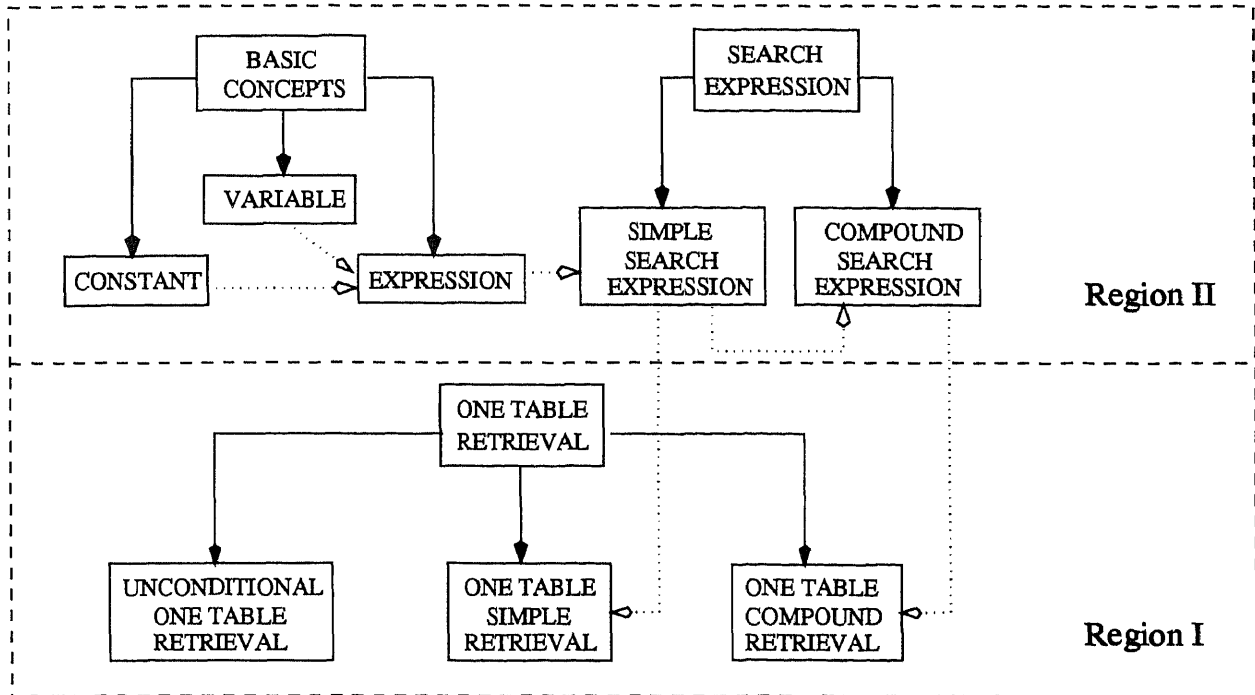 BASIC
CONCEPTS
SEARCH
EXPRESSION
VARIABLE
CONSTANT
EXPRESSION
SIMPLE
SEARCH
EXPRESSION
COMPOUND
SEARCH
EXPRESSION
Region II
ONE TABLE
RETRIEVAL
UNCONDITIONAL
ONE TABLE
RETRIEVAL
ONE TABLE
SIMPLE
RETRIEVAL
ONE TABLE
COMPOUND
RETRIEVAL
Region I